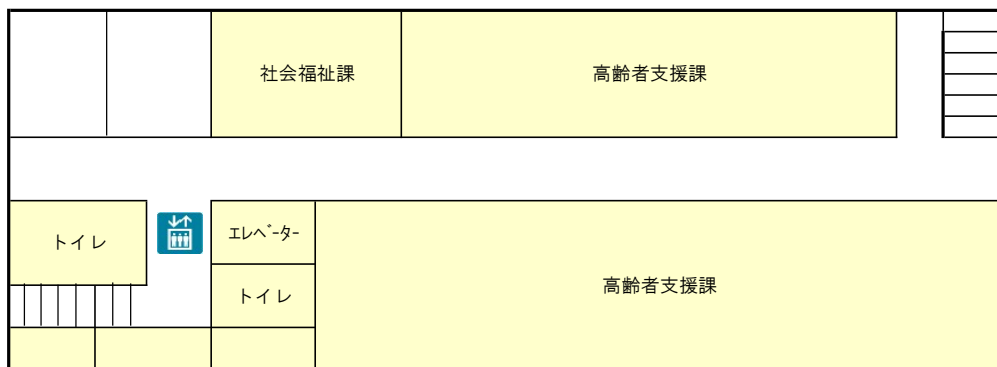 社会福祉課
高齢者支援課
トイレ
エレベーター
トイレ
高齢者支援課